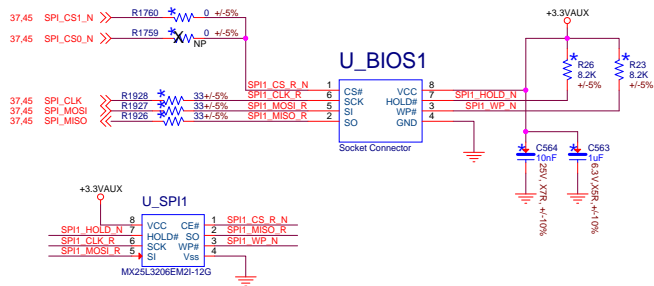 37,45 SPI_CS1_N R1760 * 0 +/-5%
37,45 SPI_CS0_N R1759 * 0 +/-5%
NP
+3.3VAUX
U_BIOS1
* R26 8.2K +/-5%
* R23 8.2K +/-5%
SPI1_CS_R_N 1 CS# VCC 8
37,45 SPI_CLK R1928 * 33+/-5% SPI1_CLK_R 6 SCK HOLD# 7 SPI1_HOLD_N
37,45 SPI_MOSI R1927 * 33+/-5% SPI1_MOSI_R 5 SI WP# 3 SPI1_WP_N
37,45 SPI_MISO R1926 * 33+/-5% SPI1_MISO_R 2 SO GND 4
Socket Connector
* C564 10nF 25V, X7R, +/-10%
* C563 1uF 6.3V,X5R, +/-10%
+3.3VAUX
U_SPI1
8 VCC CE# 1 SPI1_CS_R_N
SPI1_HOLD_N 7 HOLD# SO 2 SPI1_MISO_R
SPI1_CLK_R 6 SCK WP# 3 SPI1_WP_N
SPI1_MOSI_R 5 SI Vss 4
MX25L3206EM2I-12G